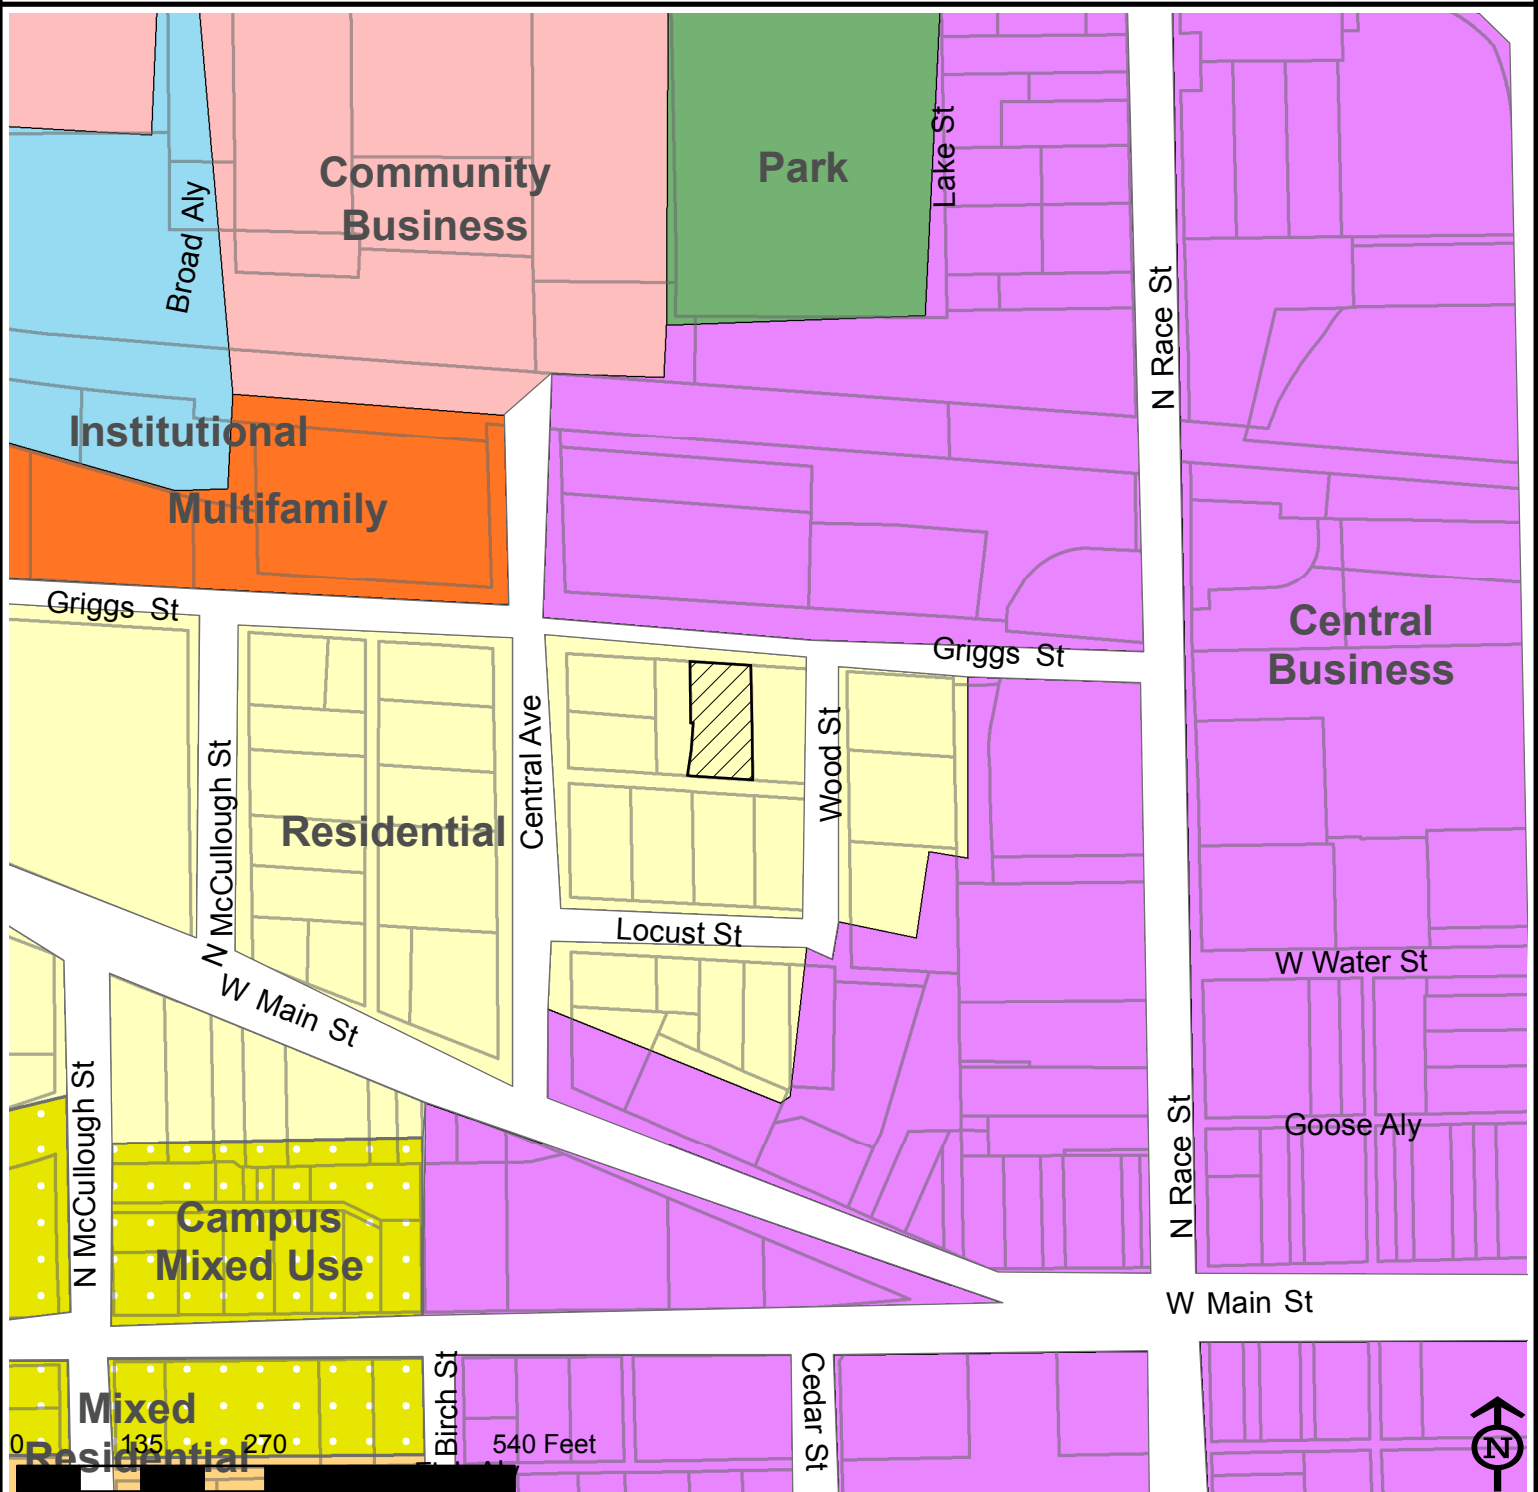 Community
Business
Park
Lake St
Broad Aly
N Race St
Institutional
Multifamily
Griggs St
Griggs St
Central
Business
Central Ave
Wood St
N McCullough St
Residential
Locust St
W Main St
W Water St
N McCullough St
N Race St
Goose Aly
Campus
Mixed Use
W Main St
Birch St
Cedar St
Mixed
Residential
0 135 270 540 Feet
N